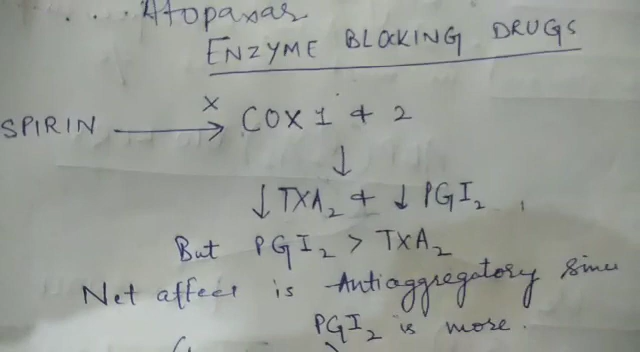 .... Atopaxar
ENZYME BLOCKING DRUGS
SPIRIN —x→ COX 1 & 2
↓
↓ TXA₂ & ↓ PGI₂ ,
But PGI₂ > TXA₂
Net affect is Antiaggregatory since
PGI₂ is more.